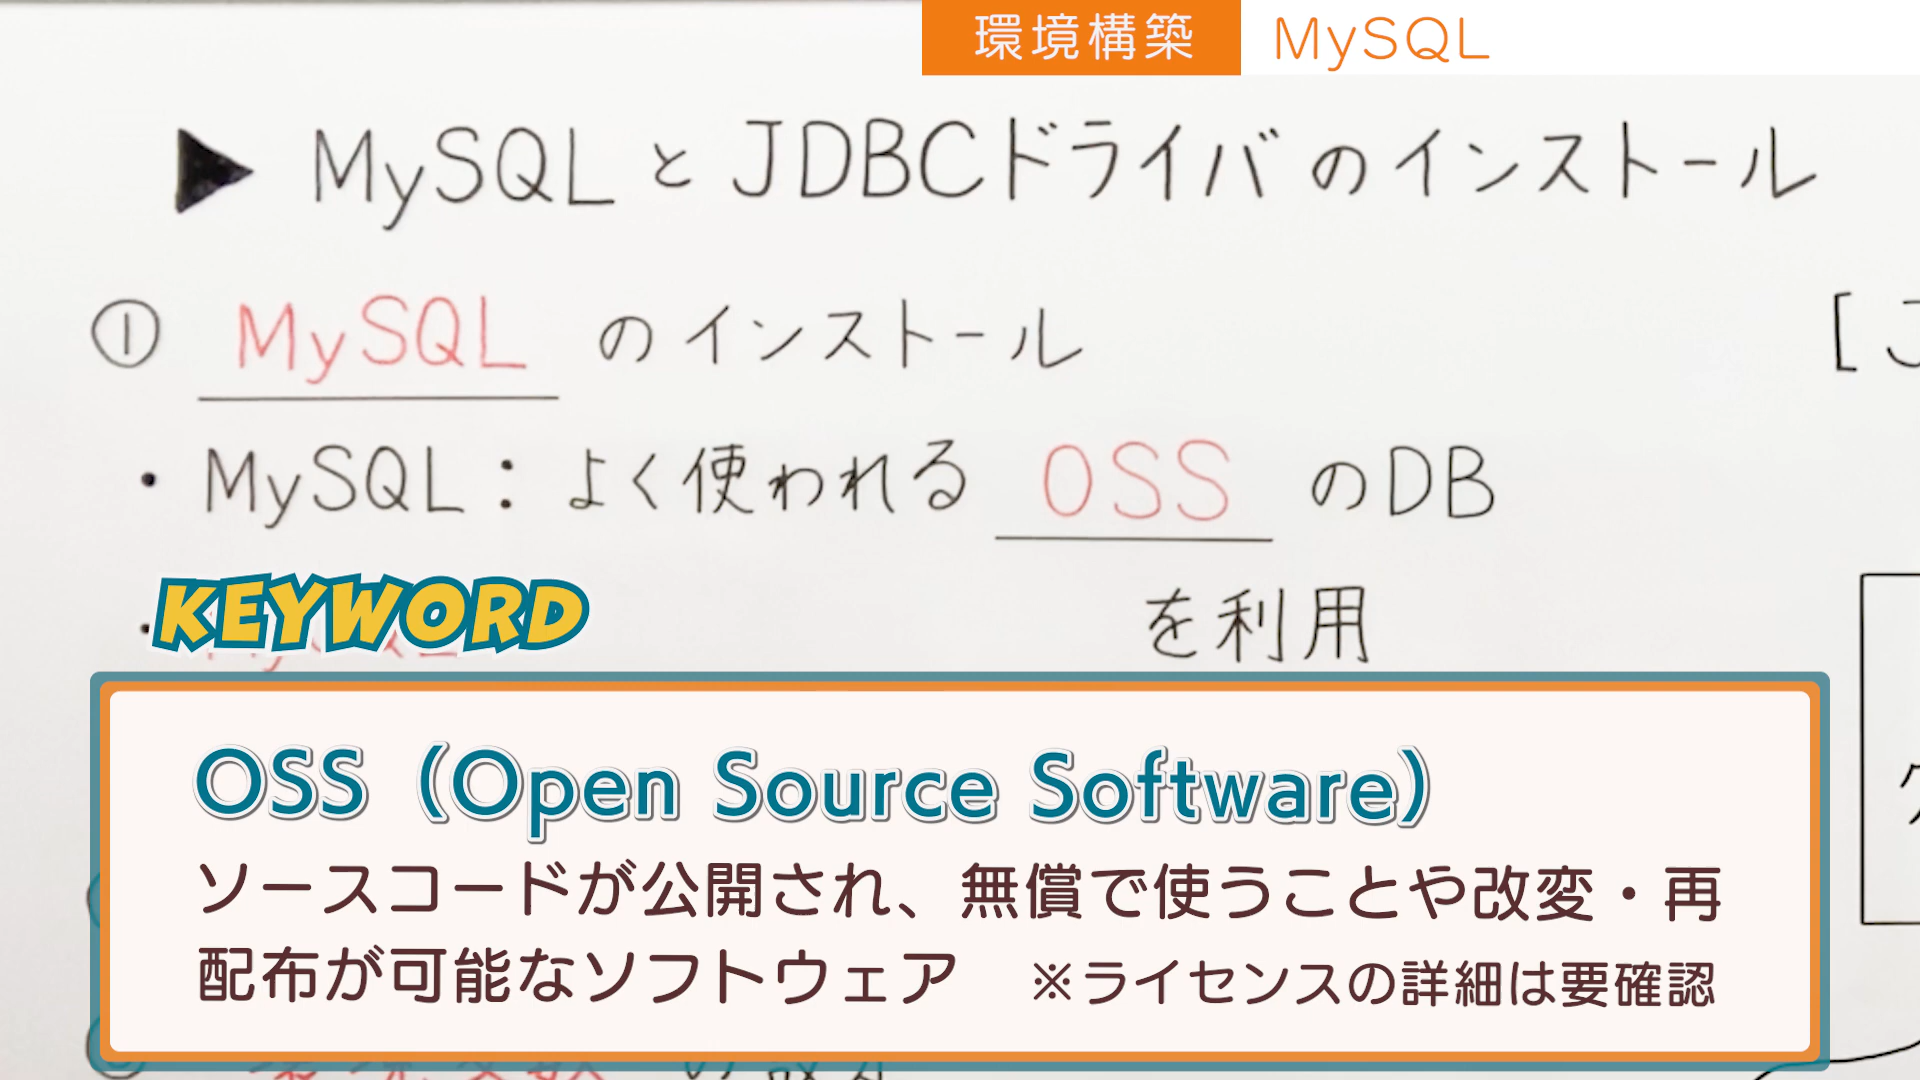 環境構築 MySQL
▶ MySQLとJDBCドライバのインストール
① MySQL のインストール
・MySQL：よく使われる OSS のDB
を利用
KEYWORD
OSS（Open Source Software）
ソースコードが公開され、無償で使うことや改変・再
配布が可能なソフトウェア ※ライセンスの詳細は要確認